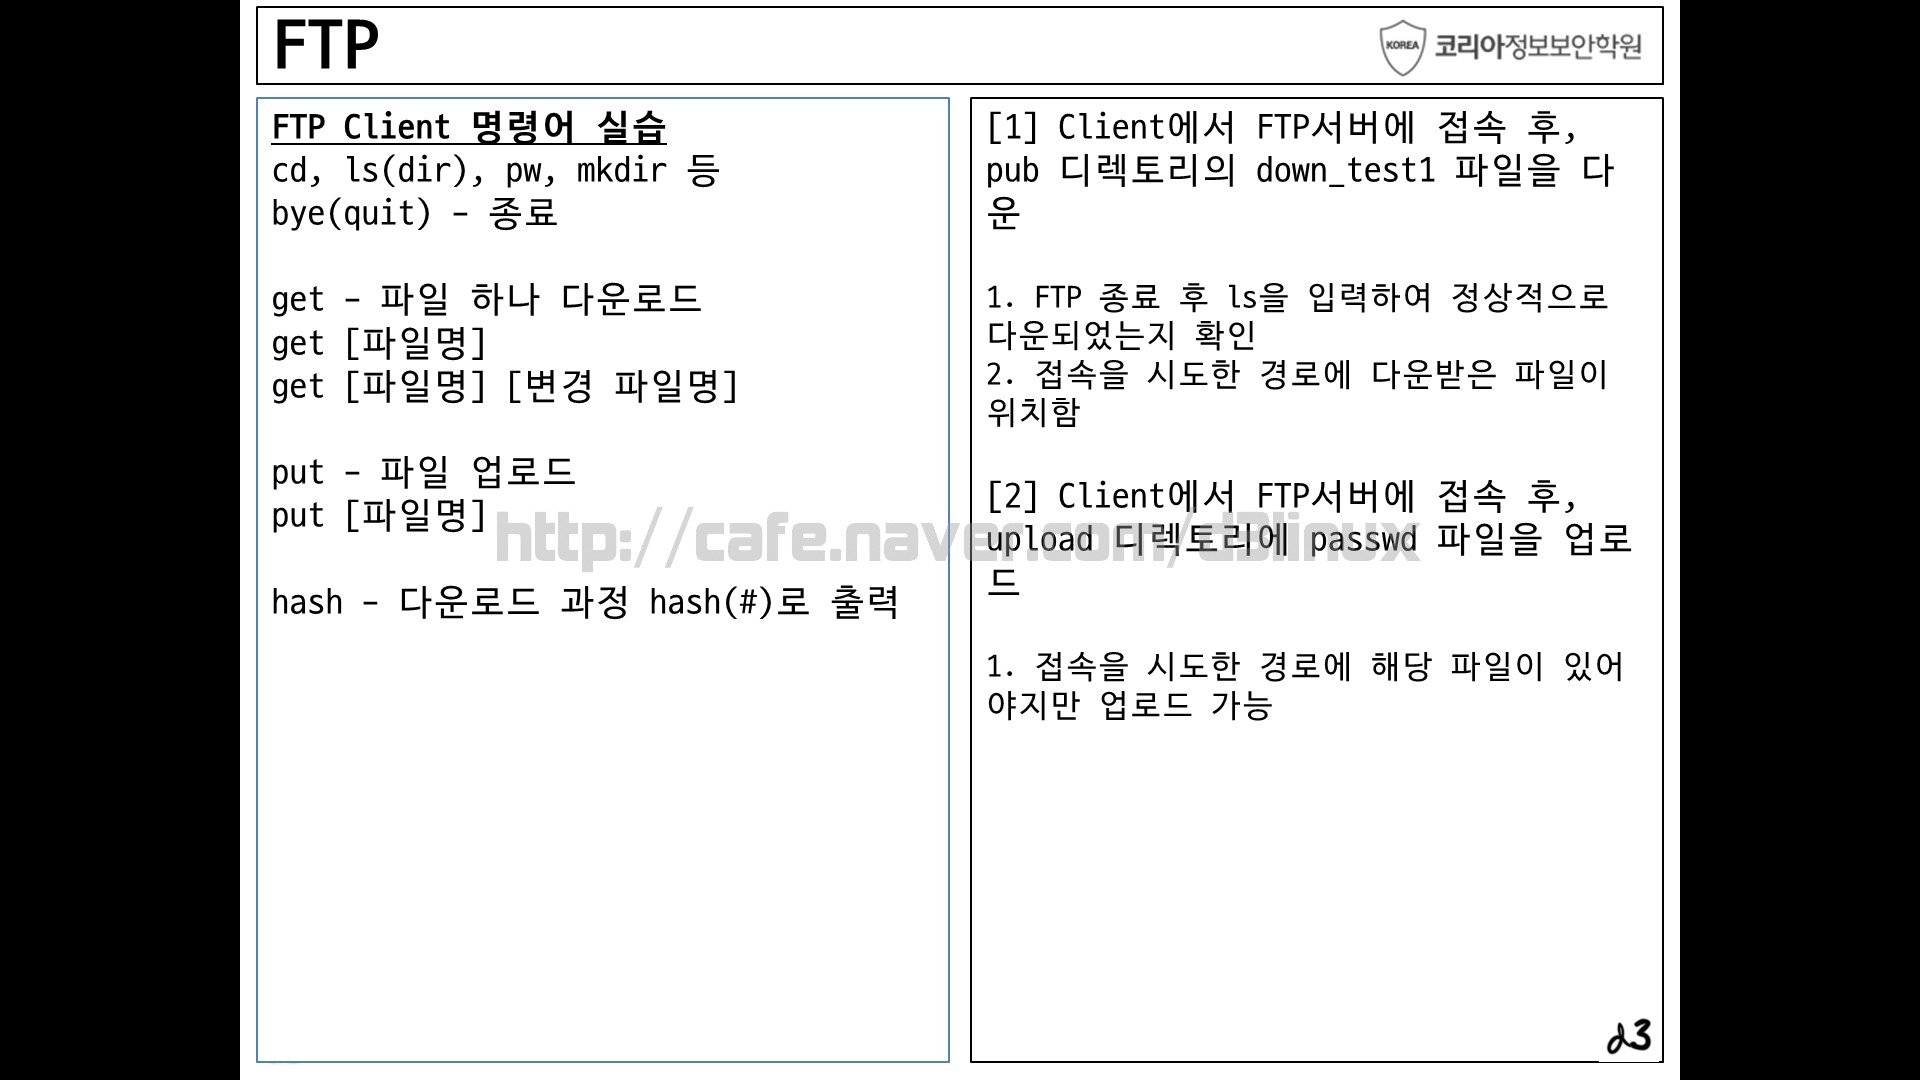 FTP
KOREA 코리아정보보안학원
FTP Client 명령어 실습
cd, ls(dir), pw, mkdir 등
bye(quit) – 종료
get – 파일 하나 다운로드
get [파일명]
get [파일명] [변경 파일명]
put – 파일 업로드
put [파일명]
hash – 다운로드 과정 hash(#)로 출력
[1] Client에서 FTP서버에 접속 후,
pub 디렉토리의 down_test1 파일을 다
운
1. FTP 종료 후 ls을 입력하여 정상적으로
다운되었는지 확인
2. 접속을 시도한 경로에 다운받은 파일이
위치함
[2] Client에서 FTP서버에 접속 후,
upload 디렉토리에 passwd 파일을 업로
드
1. 접속을 시도한 경로에 해당 파일이 있어
야지만 업로드 가능
http://cafe.naver.com/d3linux
d3